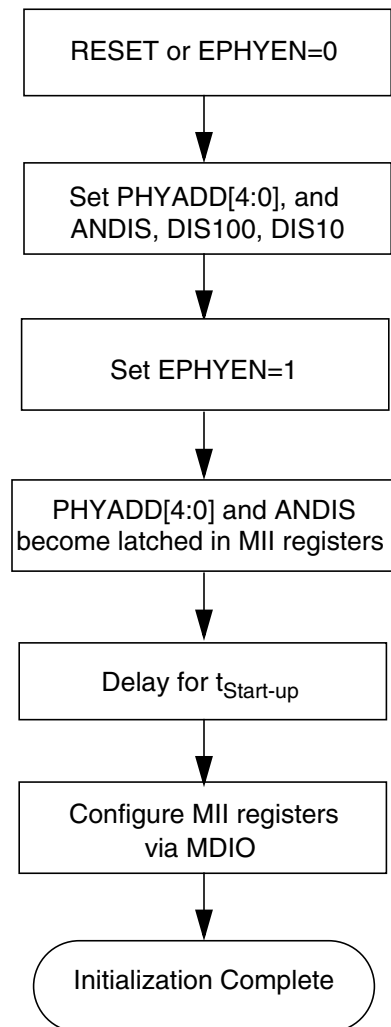 RESET or EPHYEN=0
Set PHYADD[4:0], and
ANDIS, DIS100, DIS10
Set EPHYEN=1
PHYADD[4:0] and ANDIS
become latched in MII registers
Delay for tStart-up
Configure MII registers
via MDIO
Initialization Complete